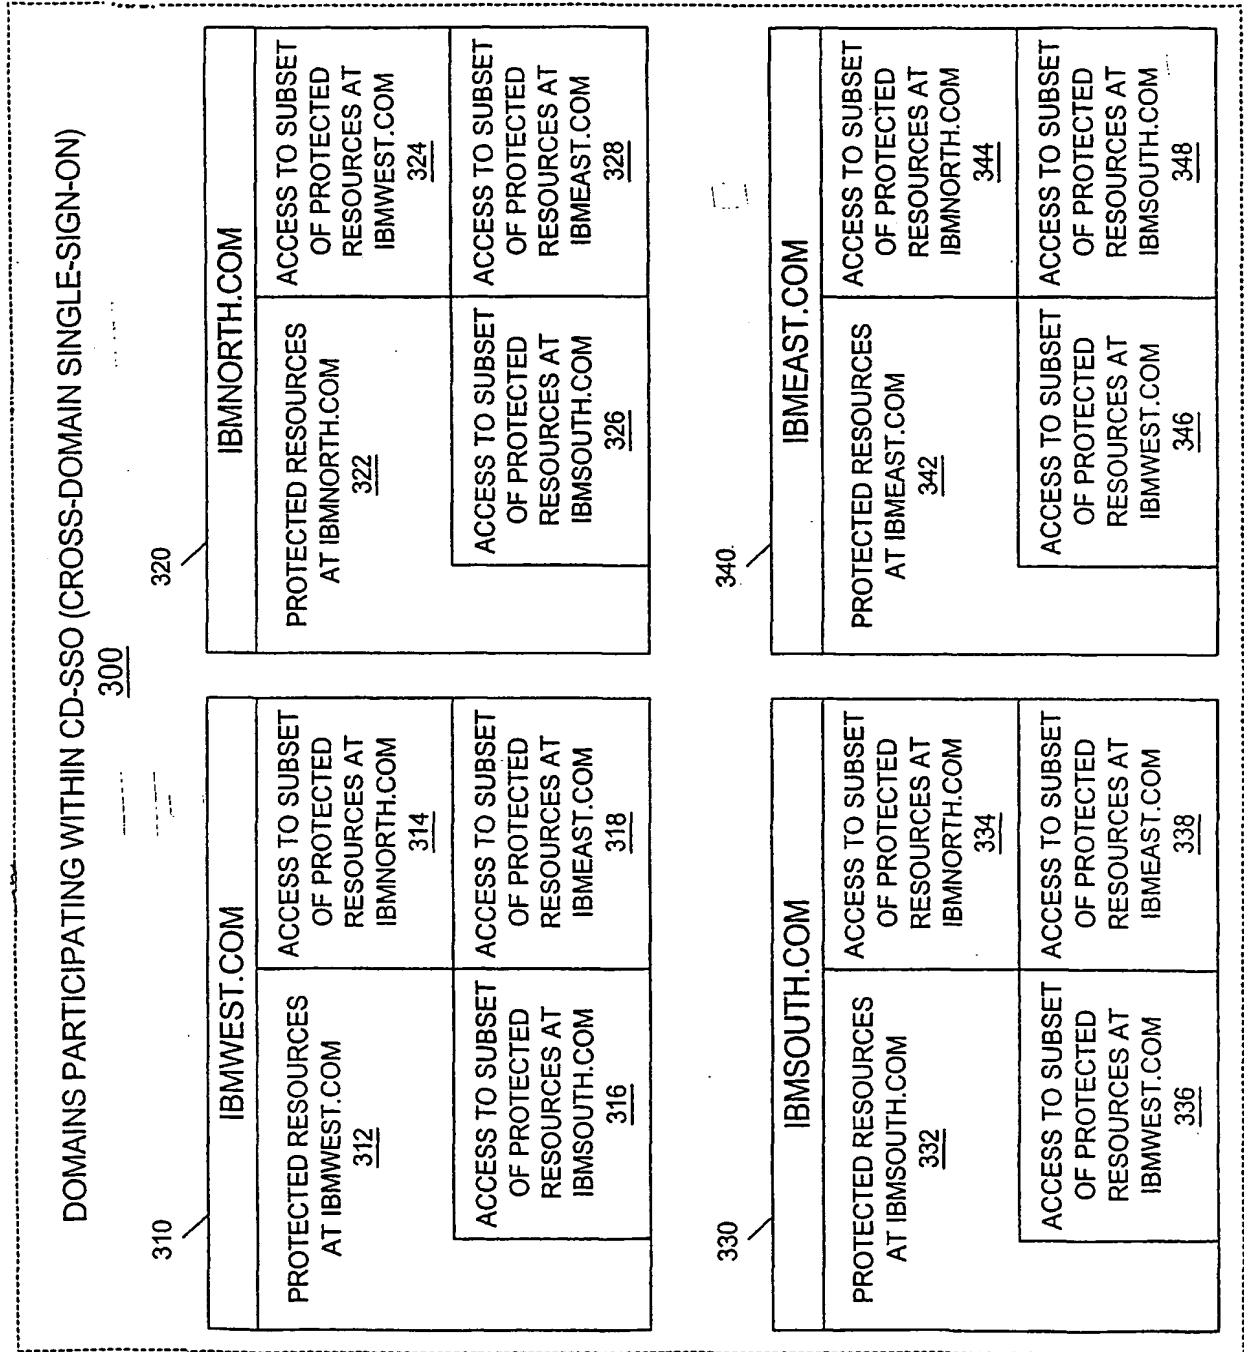 DOMAINS PARTICIPATING WITHIN CD-SSO (CROSS-DOMAIN SINGLE-SIGN-ON)
300
310
IBMWEST.COM
PROTECTED RESOURCES
AT IBMWEST.COM
312
ACCESS TO SUBSET
OF PROTECTED
RESOURCES AT
IBMNORTH.COM
314
ACCESS TO SUBSET
OF PROTECTED
RESOURCES AT
IBMSOUTH.COM
316
ACCESS TO SUBSET
OF PROTECTED
RESOURCES AT
IBMEAST.COM
318
320
IBMNORTH.COM
PROTECTED RESOURCES
AT IBMNORTH.COM
322
ACCESS TO SUBSET
OF PROTECTED
RESOURCES AT
IBMWEST.COM
324
ACCESS TO SUBSET
OF PROTECTED
RESOURCES AT
IBMSOUTH.COM
326
ACCESS TO SUBSET
OF PROTECTED
RESOURCES AT
IBMEAST.COM
328
330
IBMSOUTH.COM
PROTECTED RESOURCES
AT IBMSOUTH.COM
332
ACCESS TO SUBSET
OF PROTECTED
RESOURCES AT
IBMNORTH.COM
334
ACCESS TO SUBSET
OF PROTECTED
RESOURCES AT
IBMWEST.COM
336
ACCESS TO SUBSET
OF PROTECTED
RESOURCES AT
IBMEAST.COM
338
340
IBMEAST.COM
PROTECTED RESOURCES
AT IBMEAST.COM
342
ACCESS TO SUBSET
OF PROTECTED
RESOURCES AT
IBMNORTH.COM
344
ACCESS TO SUBSET
OF PROTECTED
RESOURCES AT
IBMWEST.COM
346
ACCESS TO SUBSET
OF PROTECTED
RESOURCES AT
IBMSOUTH.COM
348